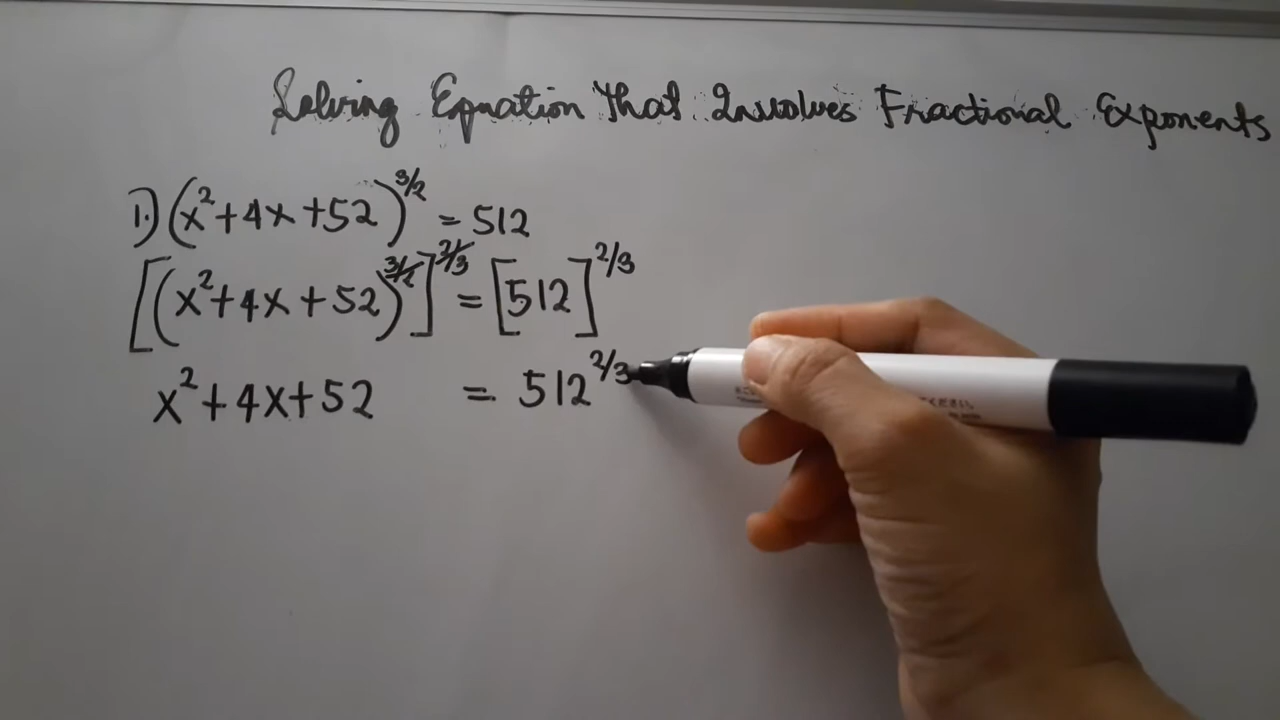 Solving Equation That Involves Fractional Exponents
1.) (x²+4x+52)^3/2 = 512
[(x²+4x+52)^3/2]^2/3 = [512]^2/3
x²+4x+52 = 512^2/3